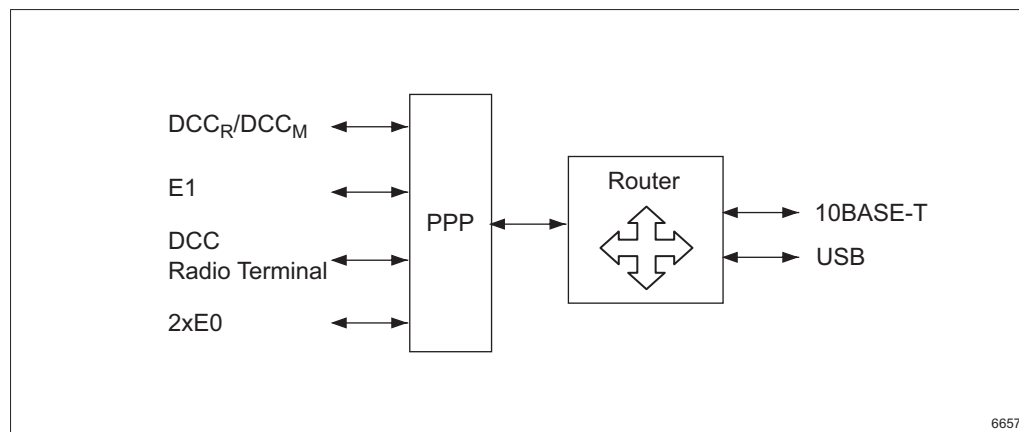 DCCR/DCCM
E1
DCC
Radio Terminal
2xE0
PPP
Router
10BASE-T
USB
6657